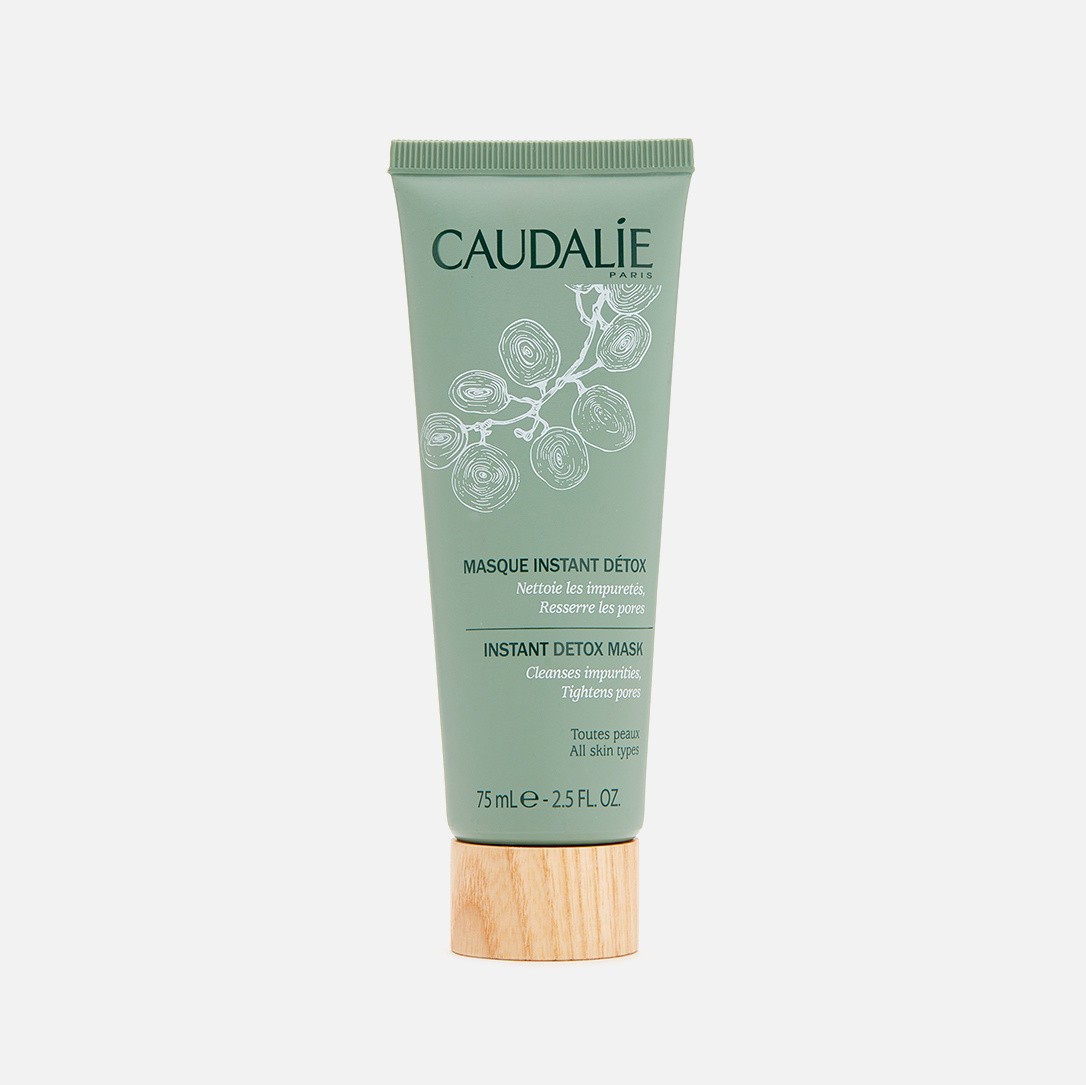 CAUDALÍE
PARIS
MASQUE INSTANT DÉTOX
Nettoie les impuretés,
Resserre les pores
INSTANT DETOX MASK
Cleanses impurities,
Tightens pores
Toutes peaux
All skin types
75 mL℮ - 2.5 FL. OZ.